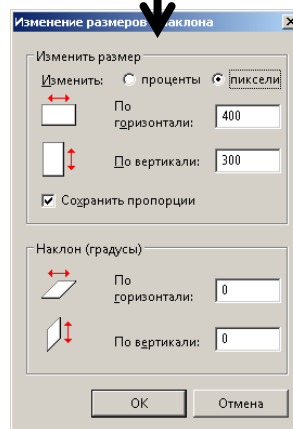 Изменение размеров наклона
Изменить размер
Изменить: проценты пиксели
По
горизонтали: 400
По вертикали: 300
Сохранить пропорции
Наклон (градусы)
По
горизонтали: 0
По вертикали: 0
ОК Отмена